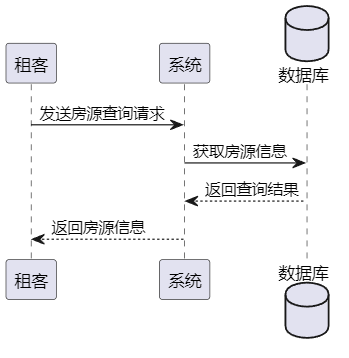 租客
系统
数据库
发送房源查询请求
获取房源信息
返回查询结果
返回房源信息
租客
系统
数据库